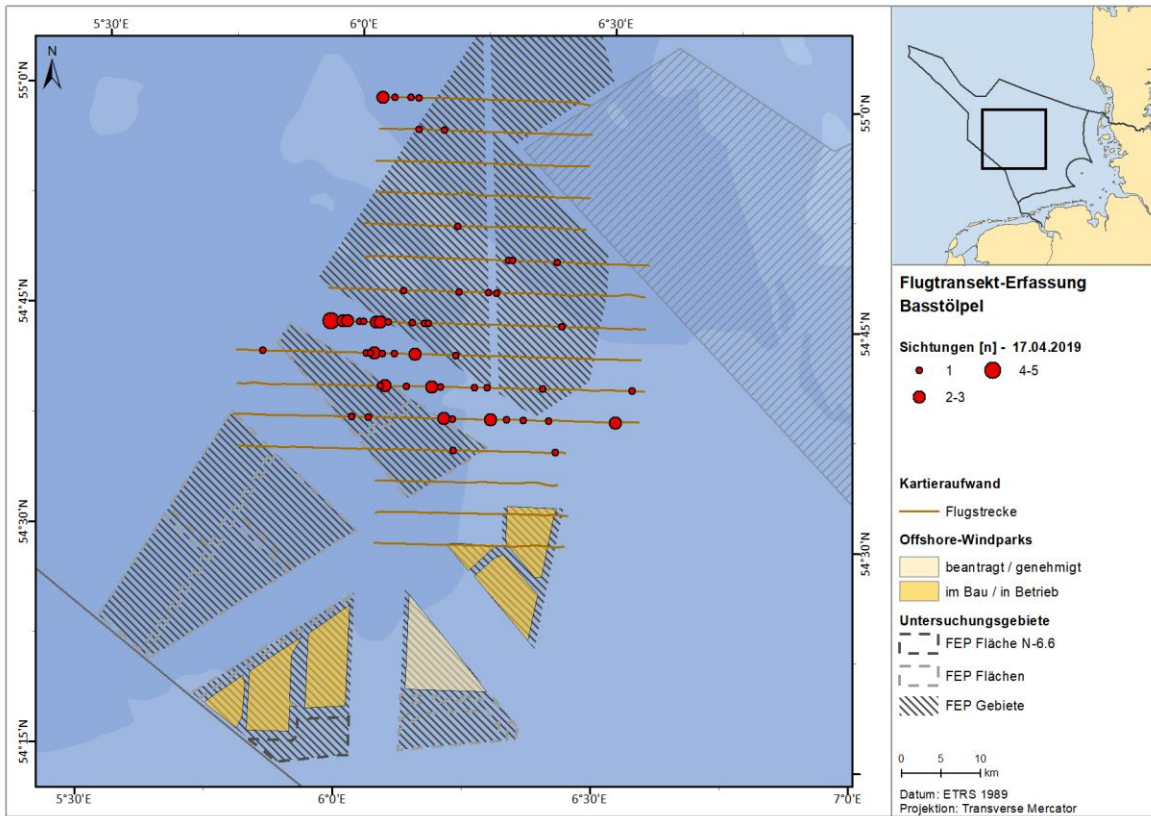 5°30'E
6°0'E
6°30'E
N
55°0'N
54°45'N
54°30'N
54°15'N
55°0'N
54°45'N
54°30'N
5°30'E
6°0'E
6°30'E
7°0'E
Flugtransekt-Erfassung
Basstölpel
Sichtungen [n] - 17.04.2019
1
4-5
2-3
Kartieraufwand
Flugstrecke
Offshore-Windparks
beantragt / genehmigt
im Bau / in Betrieb
Untersuchungsgebiete
FEP Fläche N-6.6
FEP Flächen
FEP Gebiete
0 5 10
km
Datum: ETRS 1989
Projektion: Transverse Mercator